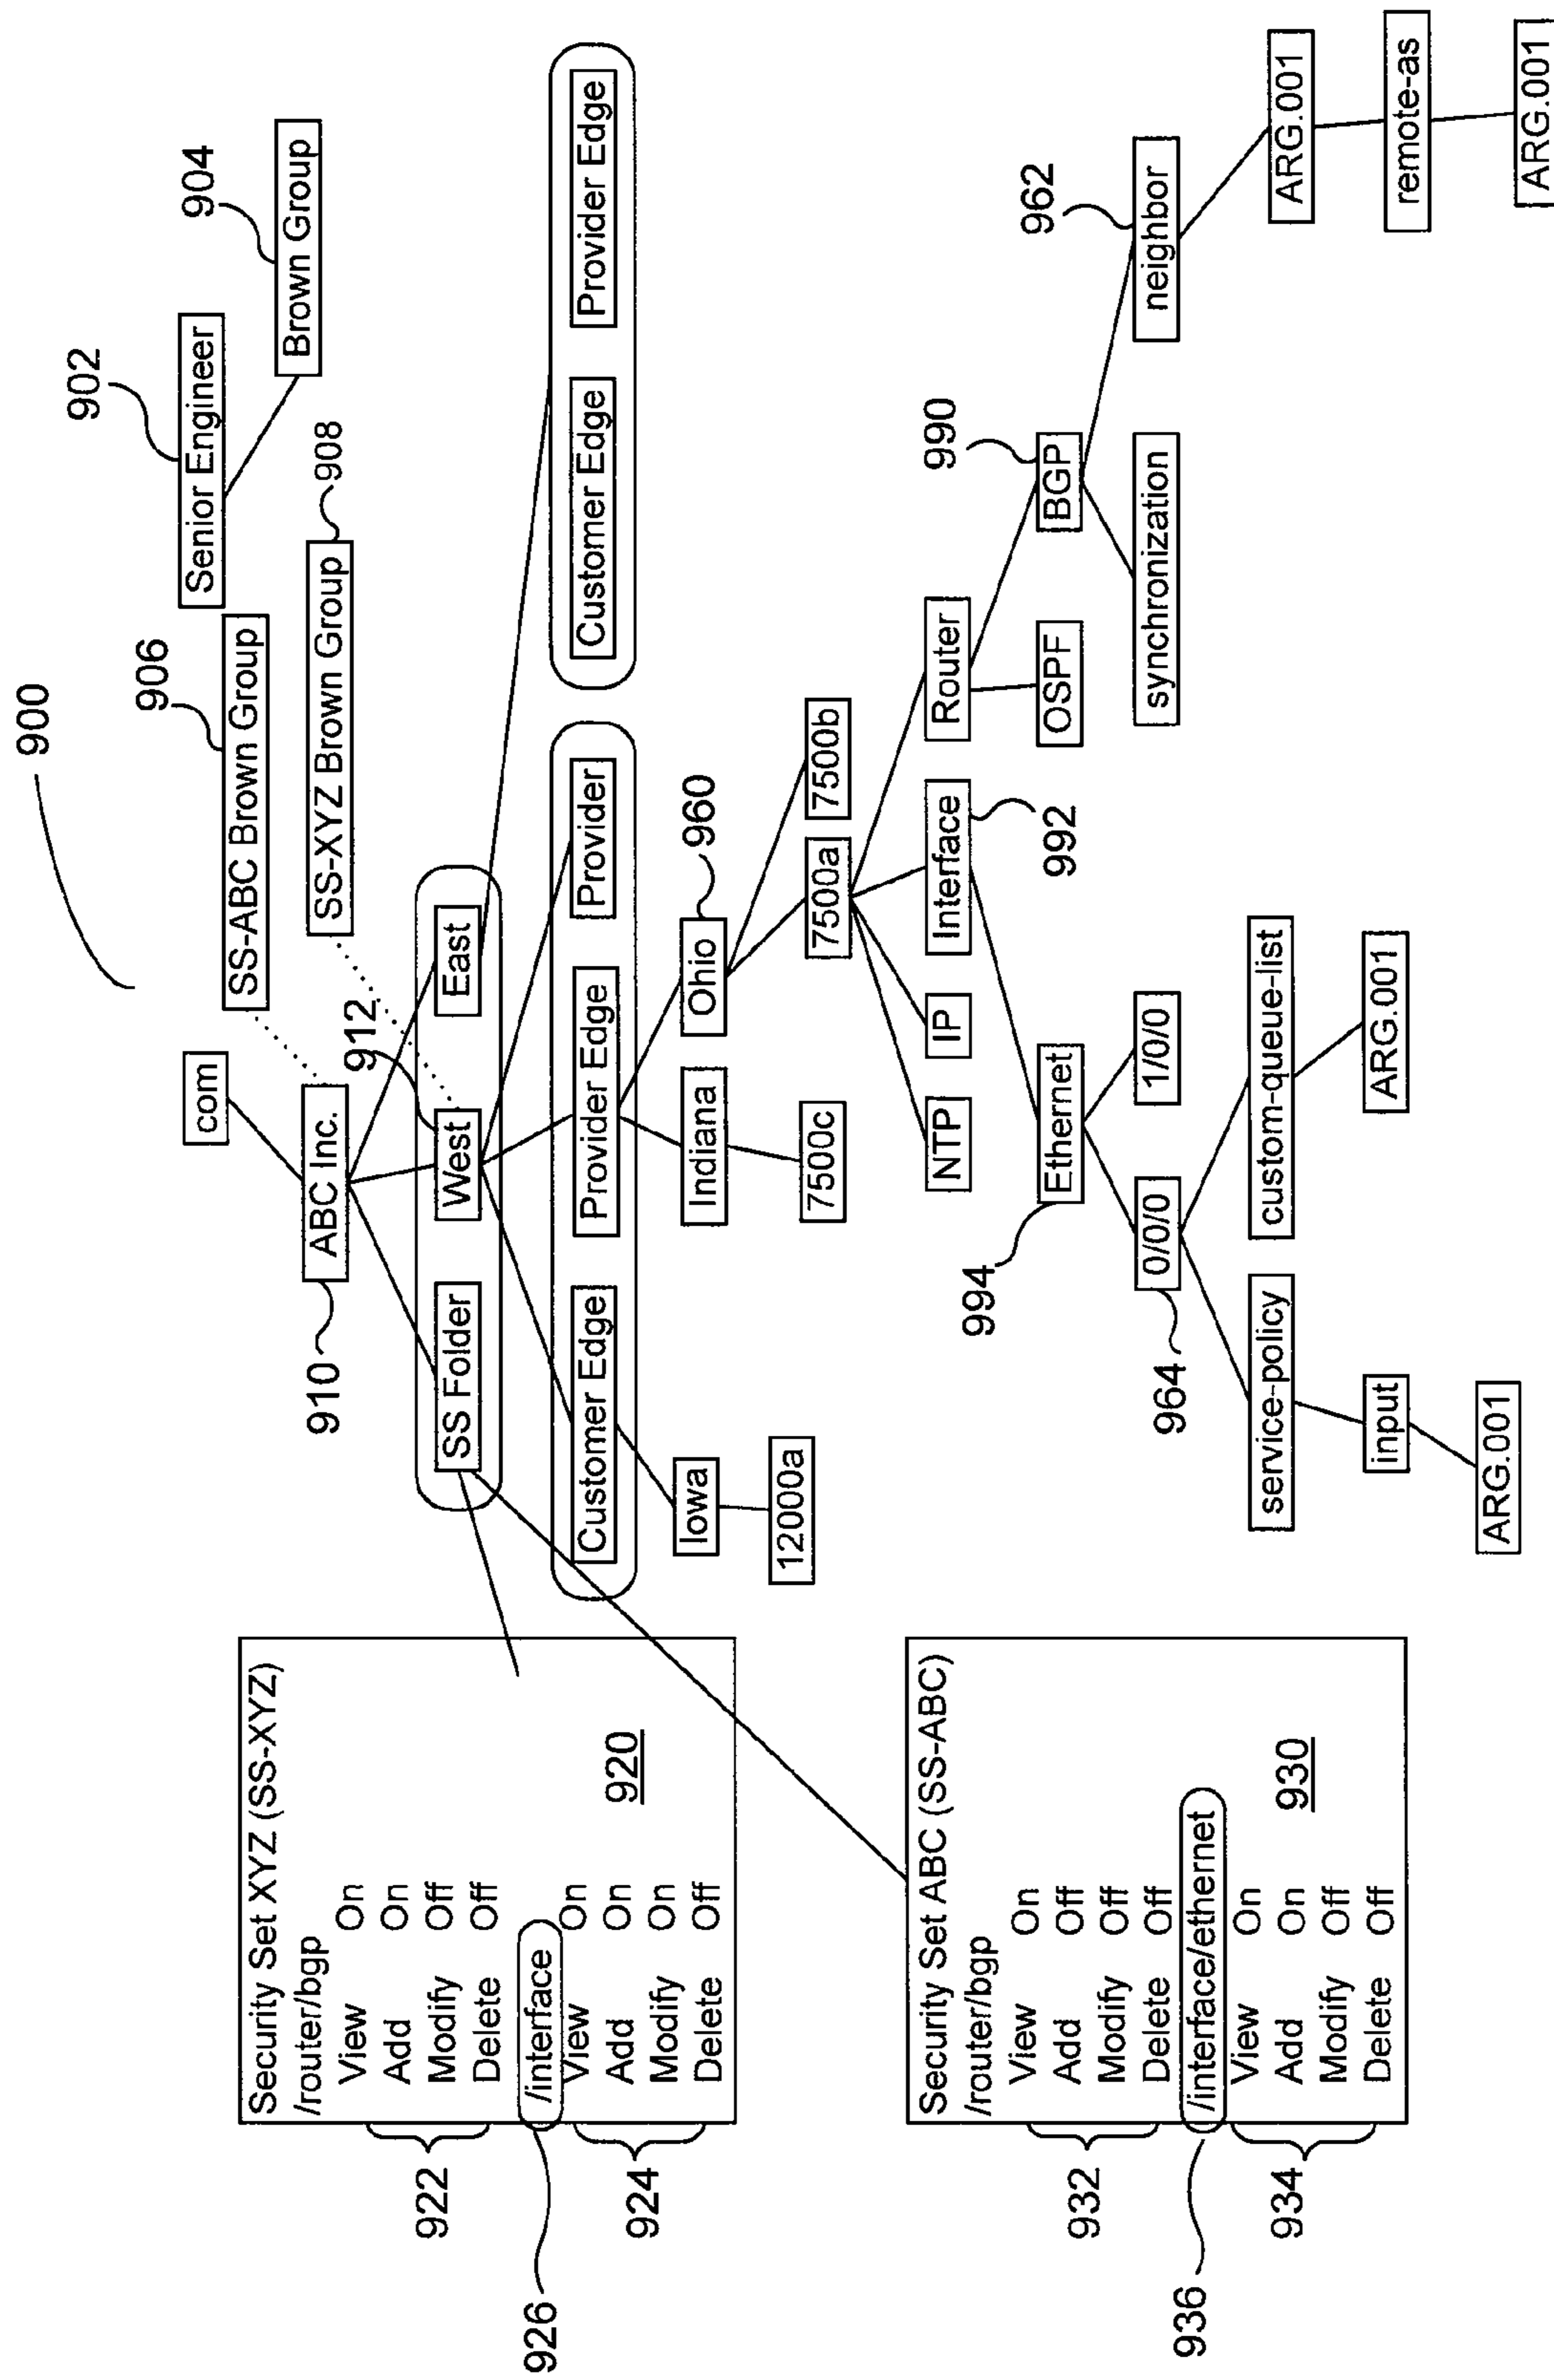 900
902
904
Senior Engineer
Brown Group
906
908
SS-ABC Brown Group
SS-XYZ Brown Group
com
910
ABC Inc.
912
SS Folder
West
East
Customer Edge
Provider Edge
Provider
Customer Edge
Provider Edge
Iowa
Indiana
Ohio
960
12000a
7500c
7500a
7500b
NTP
IP
Interface
992
Router
994
Ethernet
OSPF
BGP
990
964
0/0/0
1/0/0
synchronization
neighbor
962
service-policy
custom-queue-list
ARG.001
input
ARG.001
remote-as
ARG.001
ARG.001
Security Set XYZ (SS-XYZ)
/router/bgp
View On
Add On
Modify Off
Delete Off
/interface
View On
Add On
Modify On
Delete Off
920
922
926
924
Security Set ABC (SS-ABC)
/router/bgp
View On
Add Off
Modify Off
Delete Off
/interface/ethernet
View On
Add On
Modify Off
Delete Off
930
932
936
934